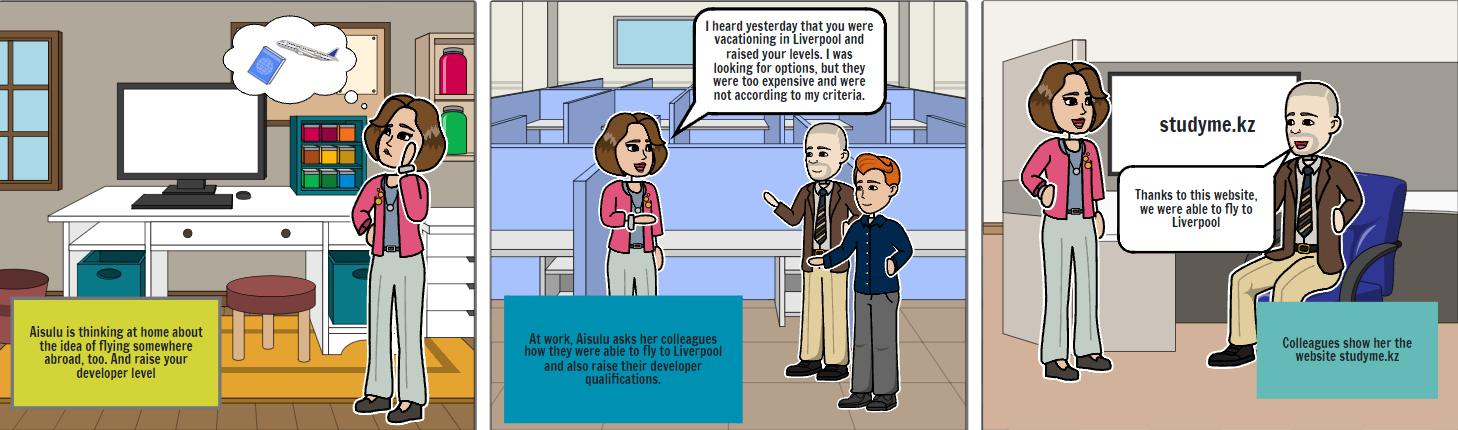 Aisulu is thinking at home about
the idea of flying somewhere
abroad, too. And raise your
developer level
I heard yesterday that you were
vacationing in Liverpool and
raised your levels. I was
looking for options, but they
were too expensive and were
not according to my criteria.
At work, Aisulu asks her colleagues
how they were able to fly to Liverpool
and also raise their developer
qualifications.
studyme.kz
Thanks to this website,
we were able to fly to
Liverpool
Colleagues show her the
website studyme.kz